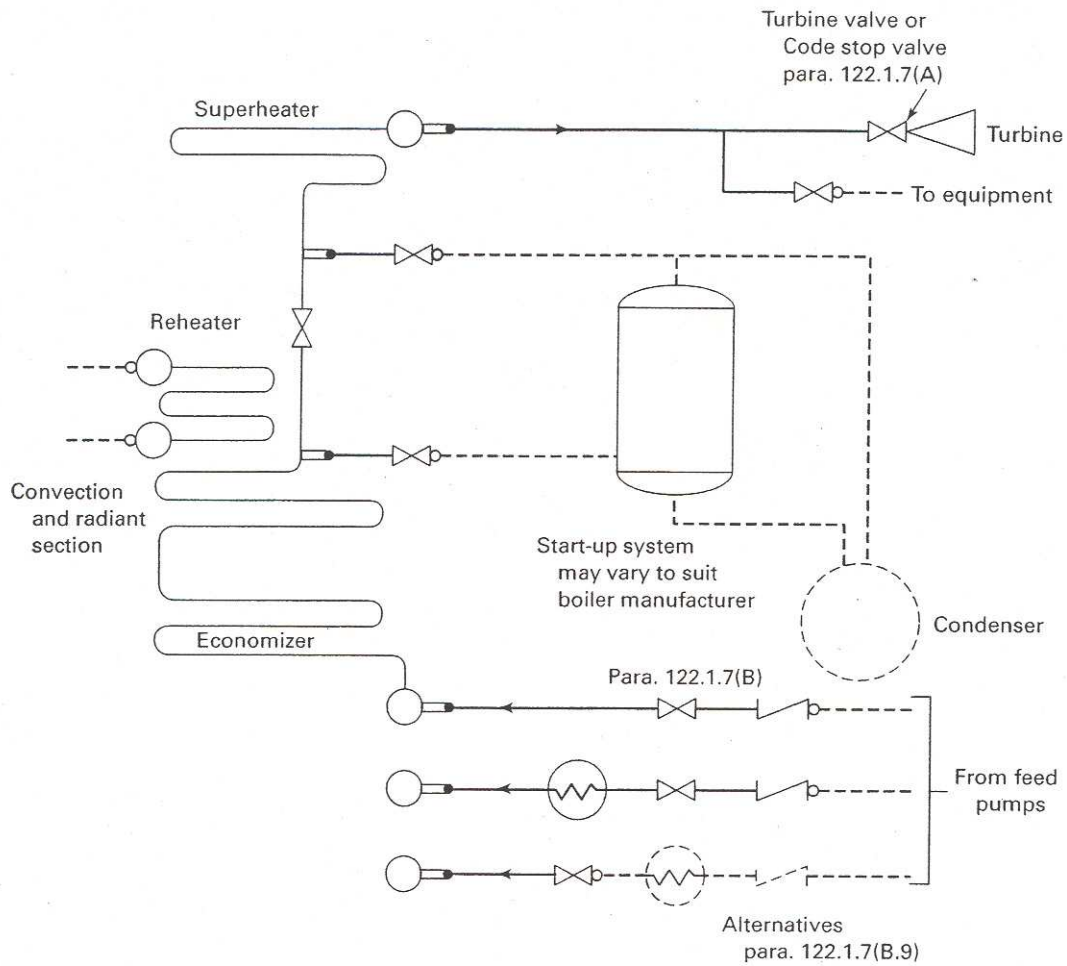 Turbine valve or
Code stop valve
para. 122.1.7(A)
Superheater
Turbine
To equipment
Reheater
Convection
and radiant
section
Start-up system
may vary to suit
boiler manufacturer
Economizer
Condenser
Para. 122.1.7(B)
From feed
pumps
Alternatives
para. 122.1.7(B.9)